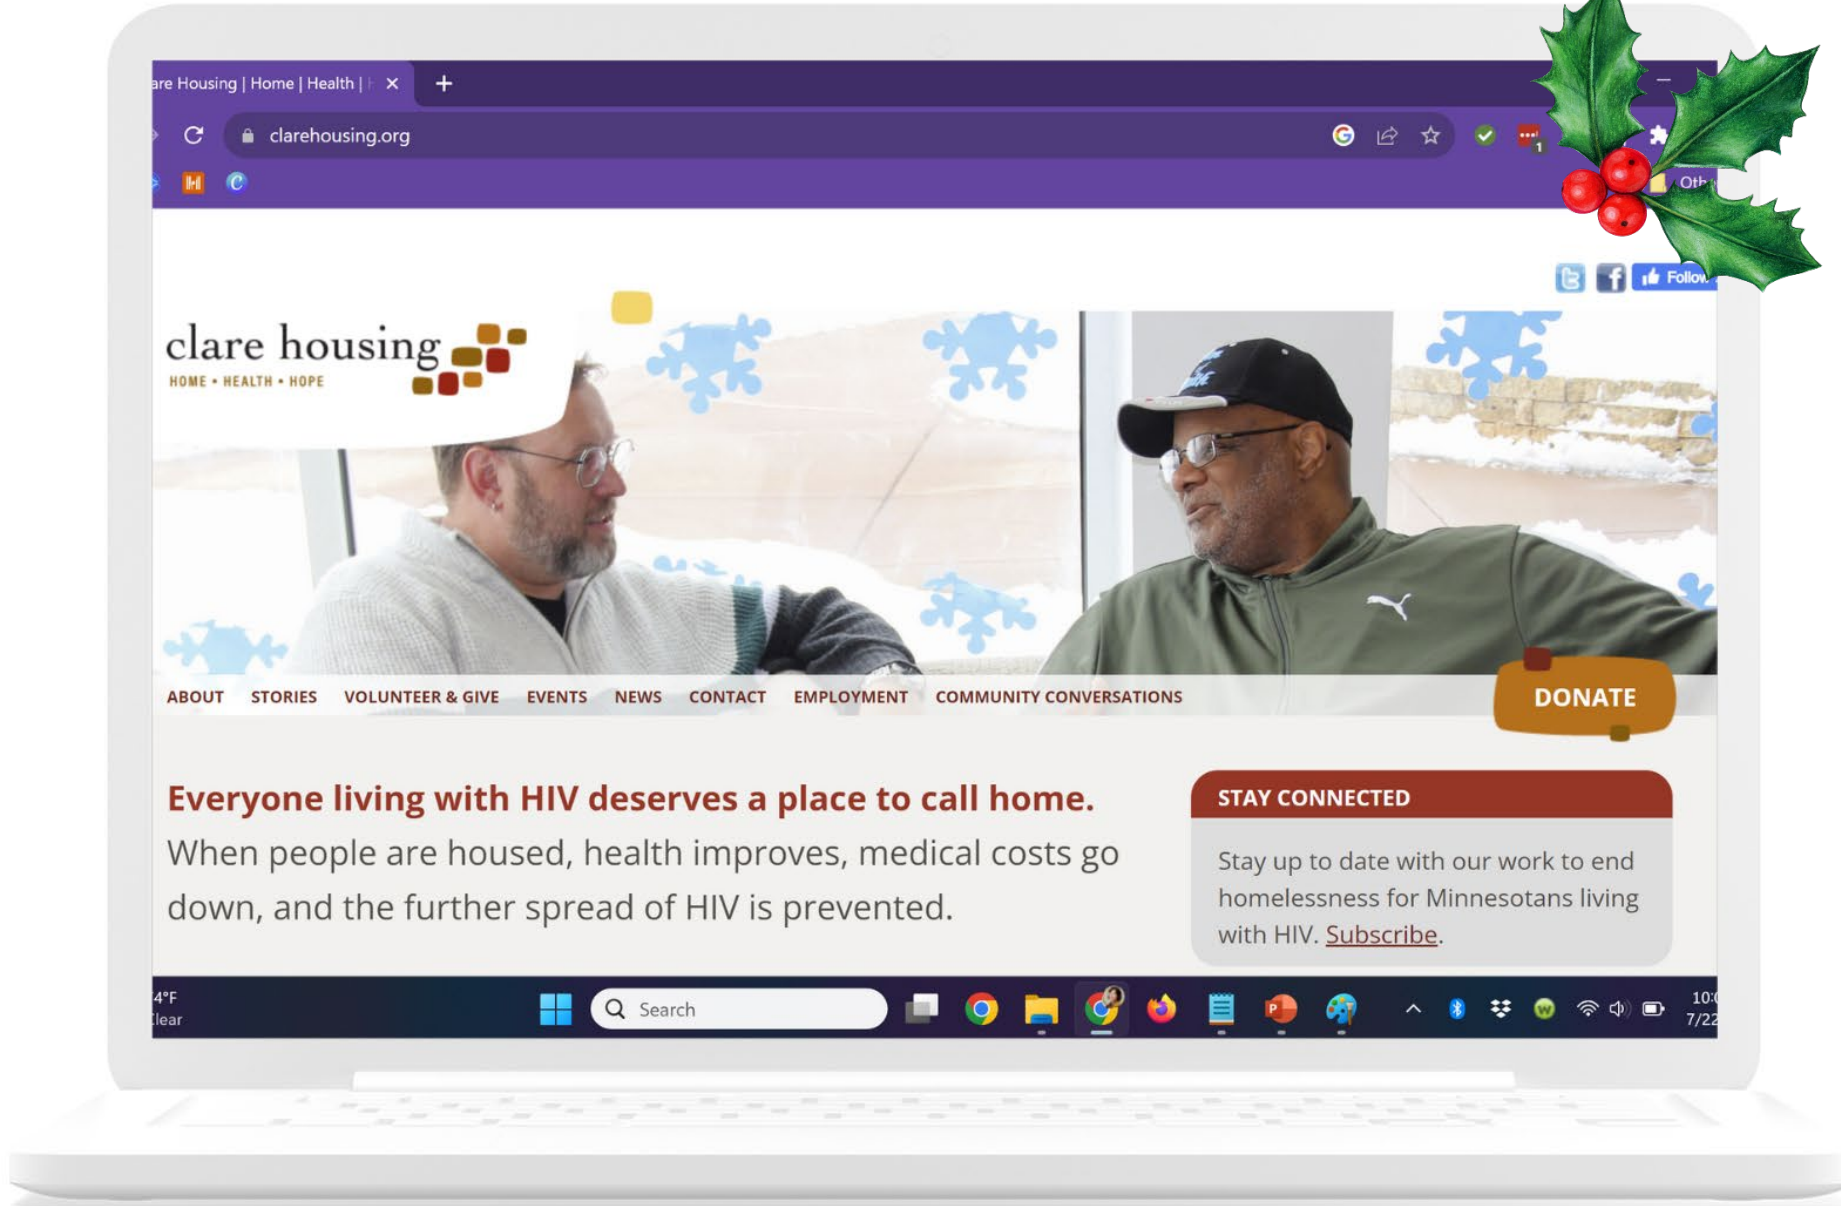 are Housing | Home | Health |
clarehousing.org
1
Oth
Follow
clare housing
HOME • HEALTH • HOPE
ABOUT STORIES VOLUNTEER & GIVE EVENTS NEWS CONTACT EMPLOYMENT COMMUNITY CONVERSATIONS
DONATE
Everyone living with HIV deserves a place to call home.
When people are housed, health improves, medical costs go
down, and the further spread of HIV is prevented.
STAY CONNECTED
Stay up to date with our work to end
homelessness for Minnesotans living
with HIV. Subscribe.
4°F
lear
Search
10:0
7/22